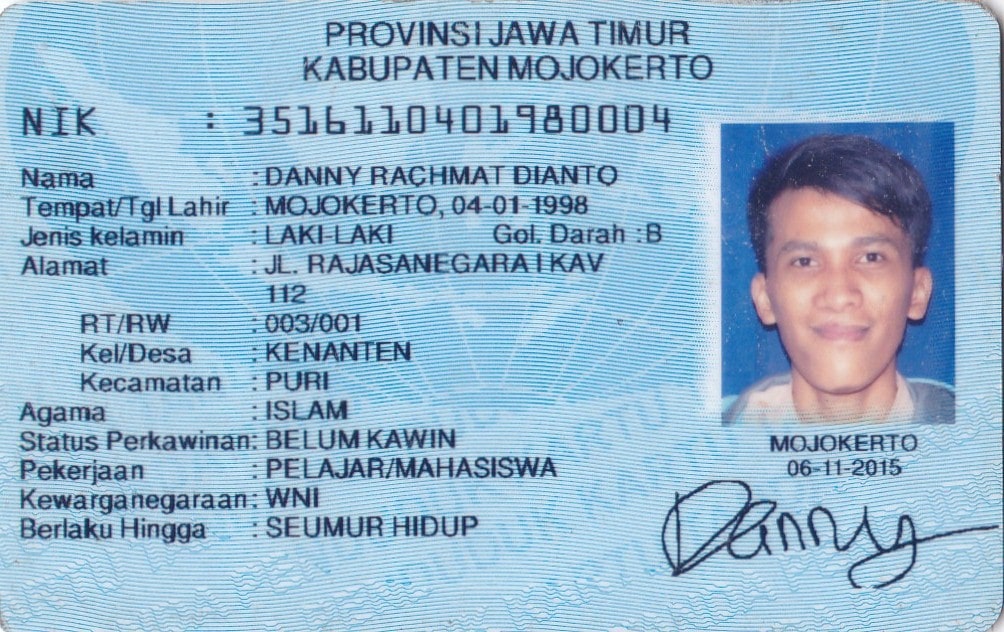 PROVINSI JAWA TIMUR
KABUPATEN MOJOKERTO
NIK : 3516110401980004
Nama : DANNY RACHMAT DIANTO
Tempat/Tgl Lahir : MOJOKERTO, 04-01-1998
Jenis kelamin : LAKI-LAKI Gol. Darah : B
Alamat : JL. RAJASANEGARA I KAV
112
RT/RW : 003/001
Kel/Desa : KENANTEN
Kecamatan : PURI
Agama : ISLAM
Status Perkawinan: BELUM KAWIN
Pekerjaan : PELAJAR/MAHASISWA
Kewarganegaraan: WNI
Berlaku Hingga : SEUMUR HIDUP
MOJOKERTO
06-11-2015
Danny